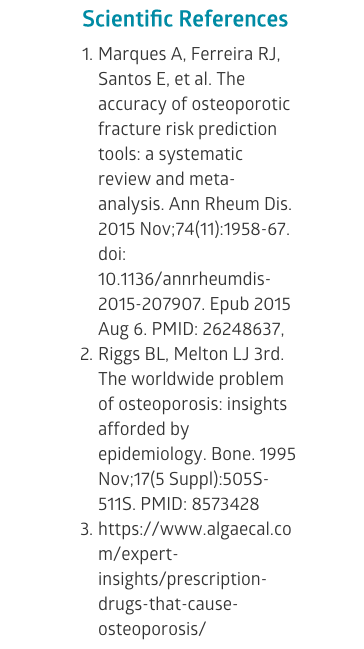 Scientific References
1. Marques A, Ferreira RJ,
Santos E, et al. The
accuracy of osteoporotic
fracture risk prediction
tools: a systematic
review and meta-
analysis. Ann Rheum Dis.
2015 Nov;74(11):1958-67.
doi:
10.1136/annrheumdis-
2015-207907. Epub 2015
Aug 6. PMID: 26248637,
2. Riggs BL, Melton LJ 3rd.
The worldwide problem
of osteoporosis: insights
afforded by
epidemiology. Bone. 1995
Nov;17(5 Suppl):505S-
511S. PMID: 8573428
3. https://www.algaecal.co
m/expert-
insights/prescription-
drugs-that-cause-
osteoporosis/